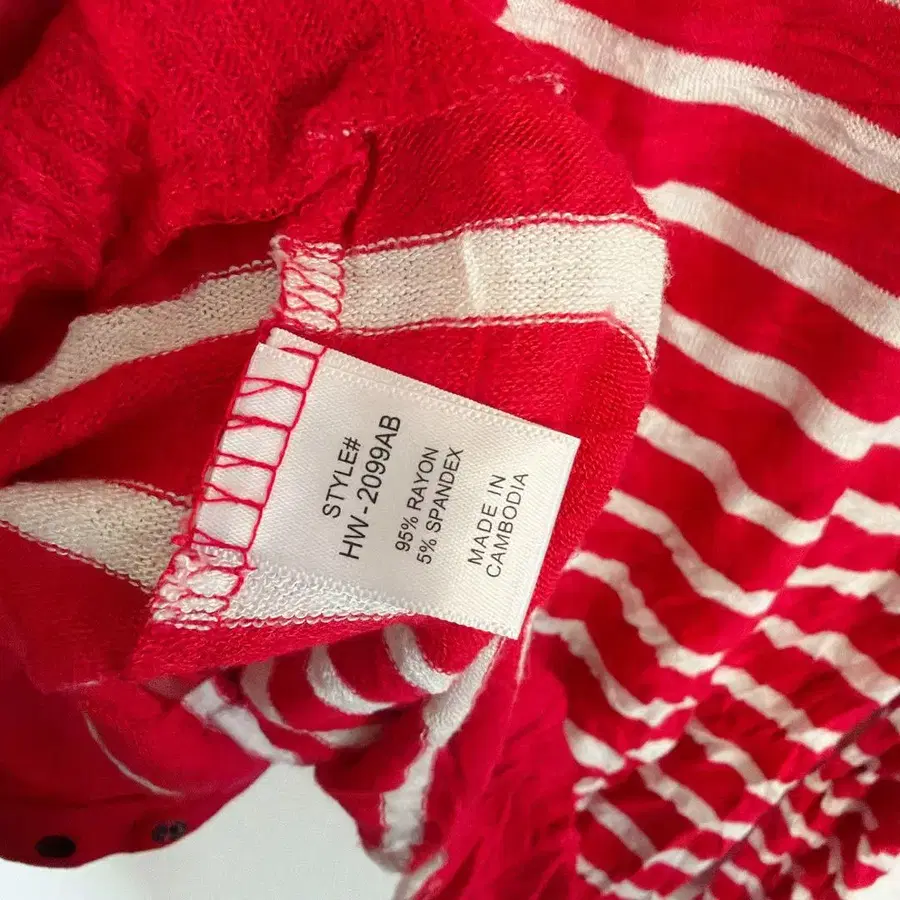 STYLE#
HW-2099AB
95% RAYON
5% SPANDEX
MADE IN
CAMBODIA